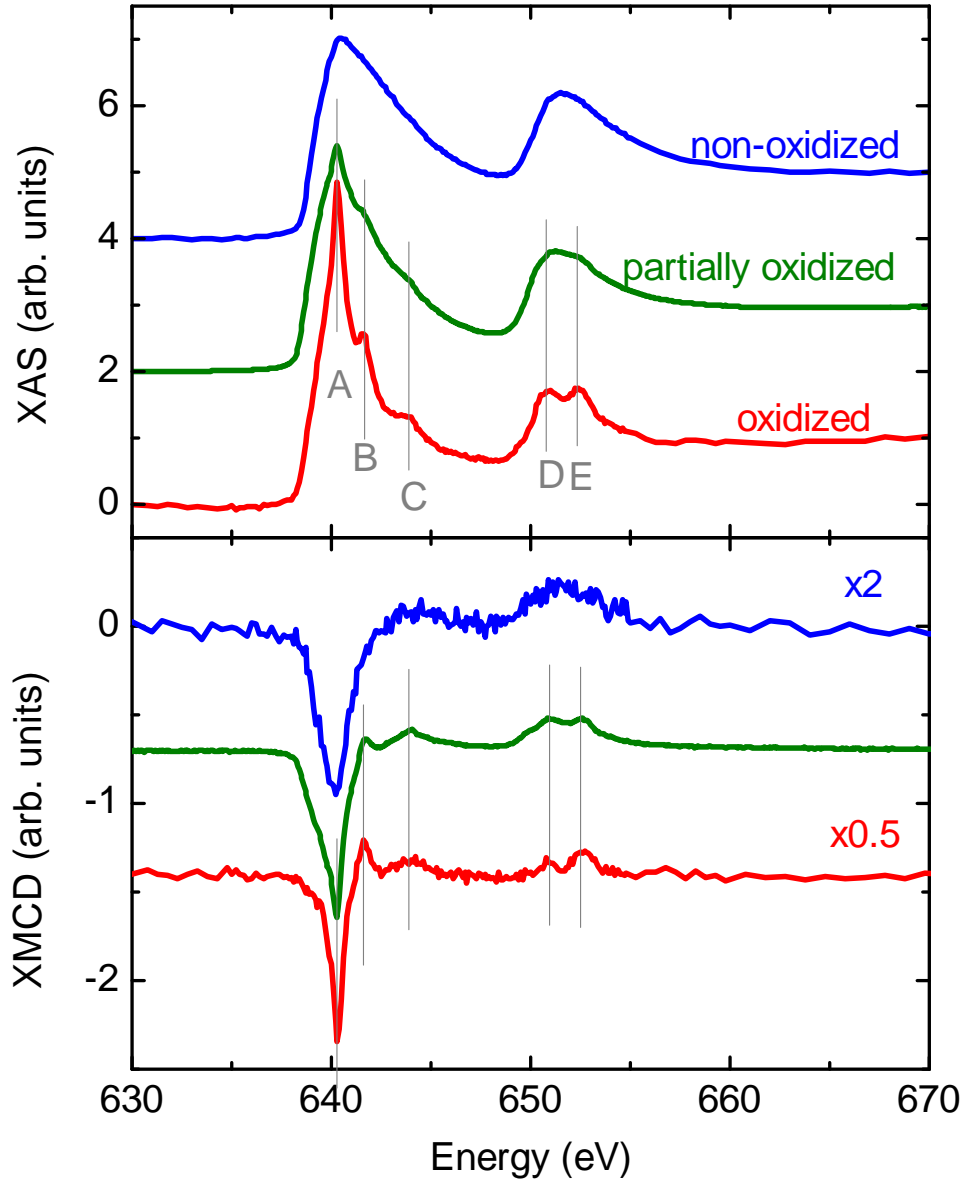 XAS (arb. units)
6
4
2
0
non-oxidized
partially oxidized
oxidized
A
B
C
D
E
XMCD (arb. units)
0
-1
-2
x2
x0.5
630
640
650
660
670
Energy (eV)